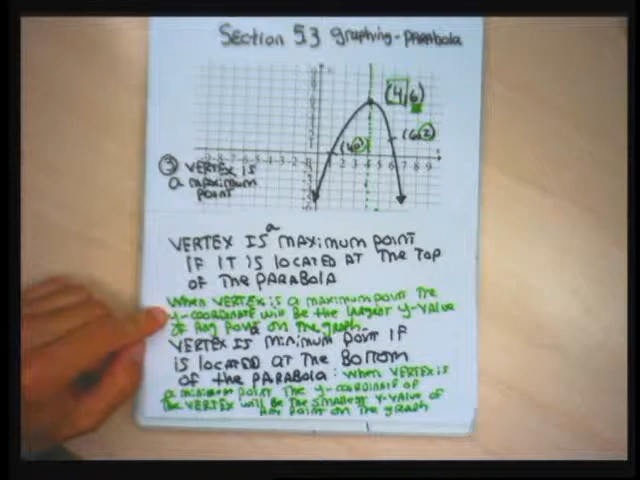 Section 5.3 graphing-parabola
(4,6)
(6,2)
③ VERTEX is
a maximum
point
VERTEX IS a MAXIMUM POINT
IF IT IS LOCATED AT THE TOP
OF THE PARABOLA
When VERTEX is a maximum point The
y-coordinate will be the largest y-value
of any point on the graph.
VERTEX IS a MINIMUM POINT IF
IS LOCATED AT THE BOTTOM
OF the PARABOLA: When VERTEX is
a minimum point The y-coordinate of
The VERTEX will be the smallest y-value of
any point on the graph